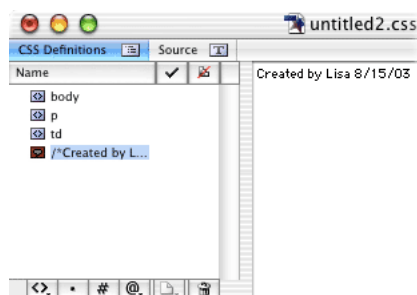 untitled2.css
CSS Definitions Source
Name
Created by Lisa 8/15/03
body
p
td
/*Created by L...
<> . # @